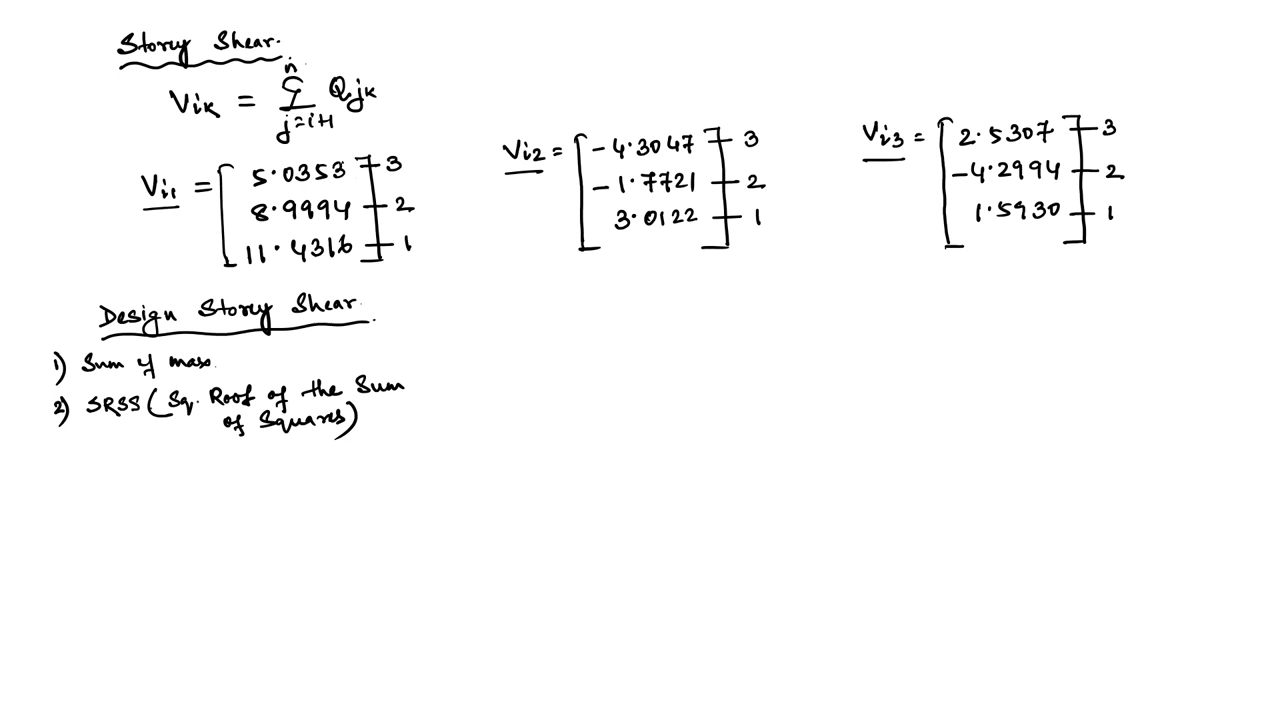 Storey Shear.
Vik = n Σ j=i+1 Qjk
Vi1 = [ 5.0353 ] 3
8.9994 2
11.4316 1
Vi2 = [ -4.3047 ] 3
-1.7721 2
3.0122 1
Vi3 = [ 2.5307 ] 3
-4.2994 2
1.5930 1
Design Storey Shear.
1) Sum of mass.
2) SRSS (Sq. Roof of the Sum
of Squares)